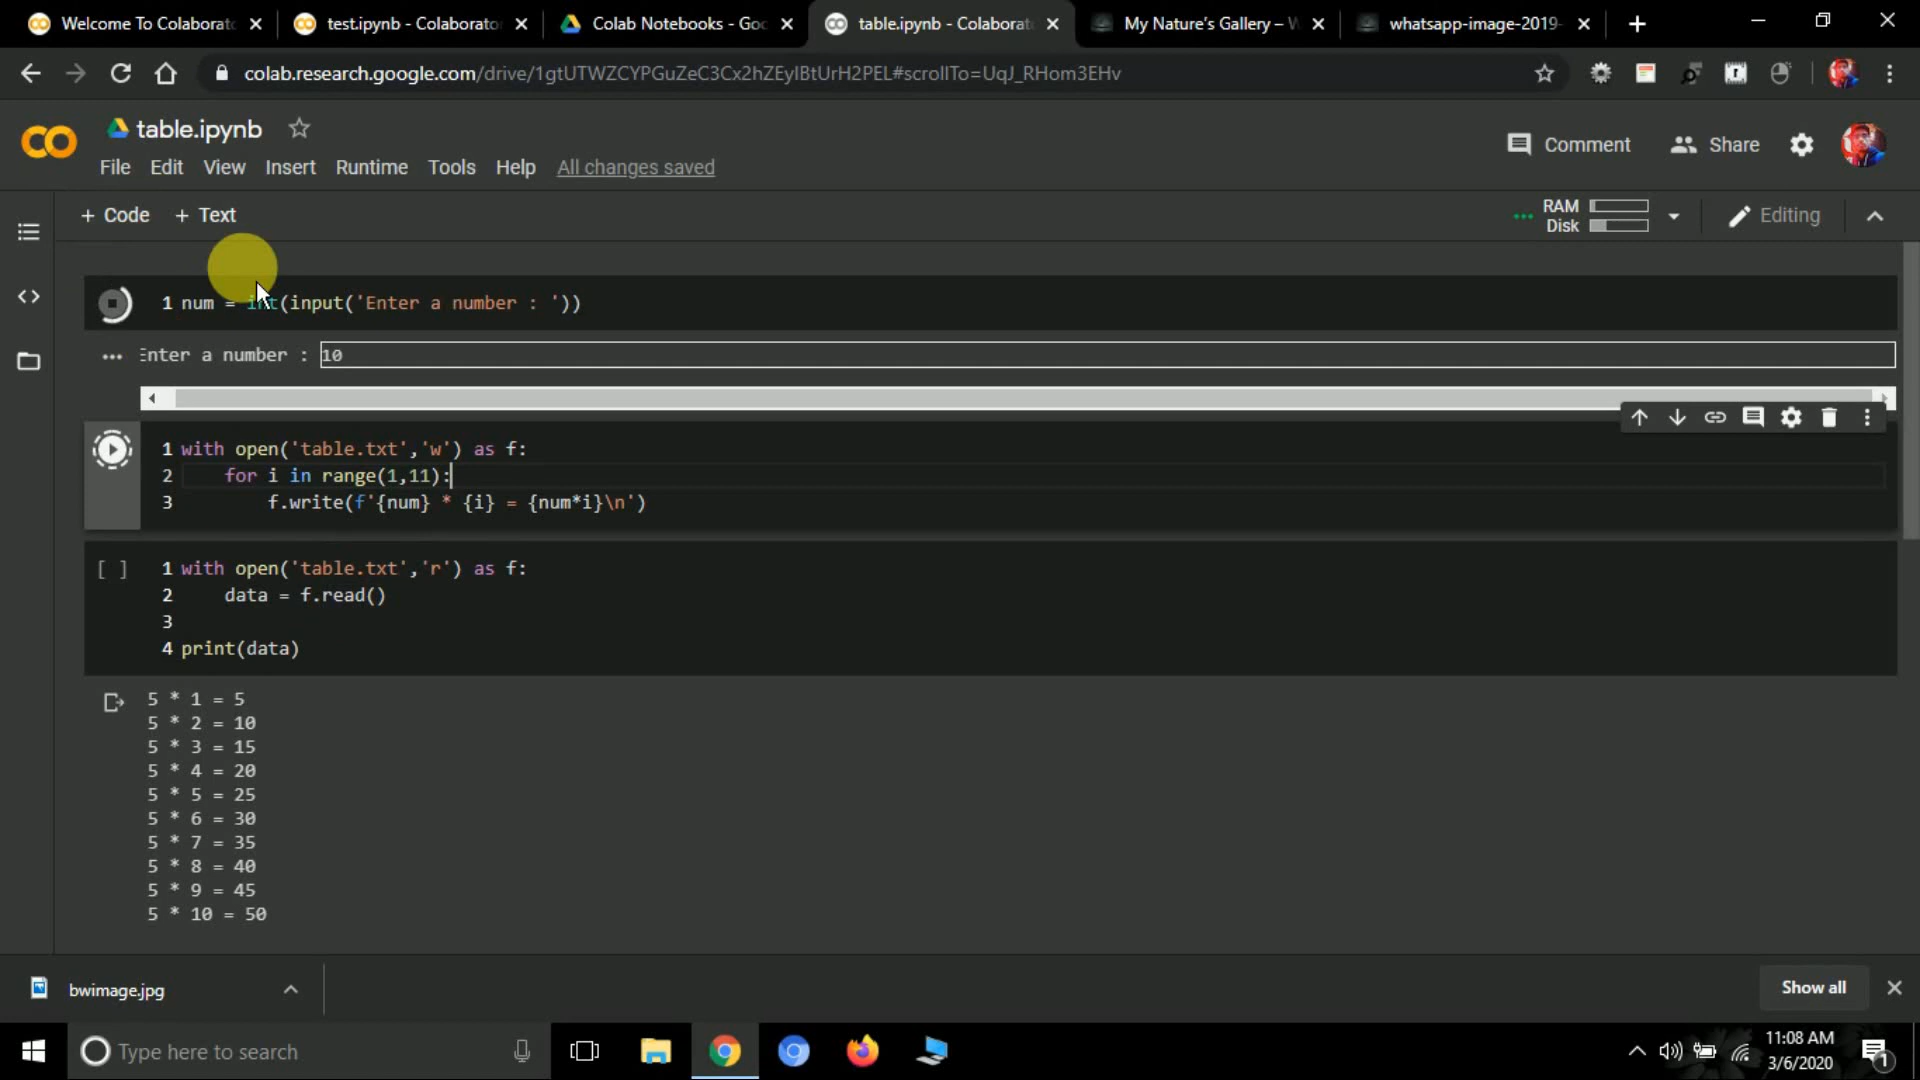 Welcome To Colaborato
test.ipynb - Colaborato
Colab Notebooks - Goo
table.ipynb - Colaborat
My Nature's Gallery – W
whatsapp-image-2019-
colab.research.google.com/drive/1gtUTWZCYPGuZeC3Cx2hZEyIBtUrH2PEL#scrollTo=UqJ_RHom3EHv
table.ipynb
Comment Share
File Edit View Insert Runtime Tools Help All changes saved
+ Code + Text
RAM
Disk
Editing
1 num = int(input('Enter a number : '))
Enter a number : 10
1 with open('table.txt','w') as f:
2 for i in range(1,11):
3 f.write(f'{num} * {i} = {num*i}\n')
[ ] 1 with open('table.txt','r') as f:
2 data = f.read()
3
4 print(data)
5 * 1 = 5
5 * 2 = 10
5 * 3 = 15
5 * 4 = 20
5 * 5 = 25
5 * 6 = 30
5 * 7 = 35
5 * 8 = 40
5 * 9 = 45
5 * 10 = 50
bwimage.jpg
Show all
Type here to search
11:08 AM
3/6/2020
1